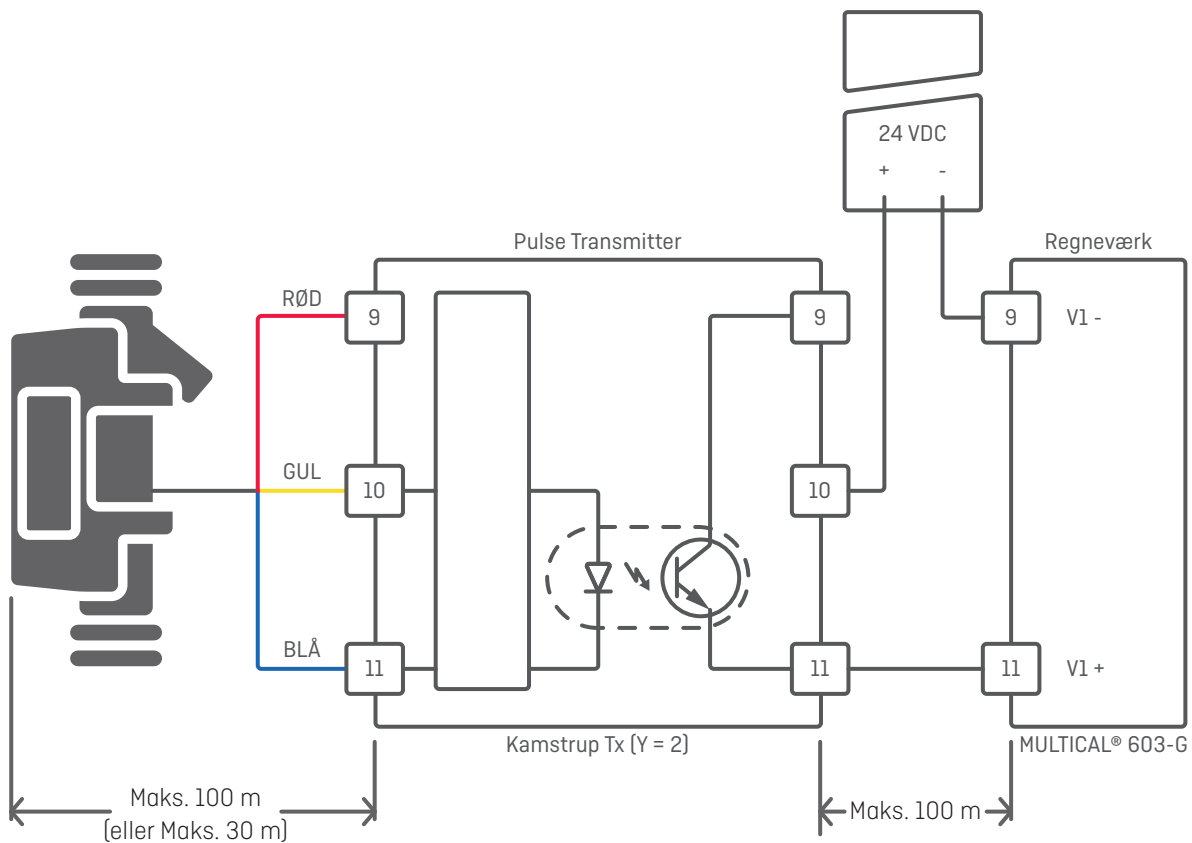 24 VDC
+ -
Pulse Transmitter
Regneværk
RØD
9
9
9
V1 -
GUL
10
10
BLÅ
11
11
11
V1 +
Kamstrup Tx (Y = 2)
MULTICAL® 603-G
Maks. 100 m
(eller Maks. 30 m)
Maks. 100 m